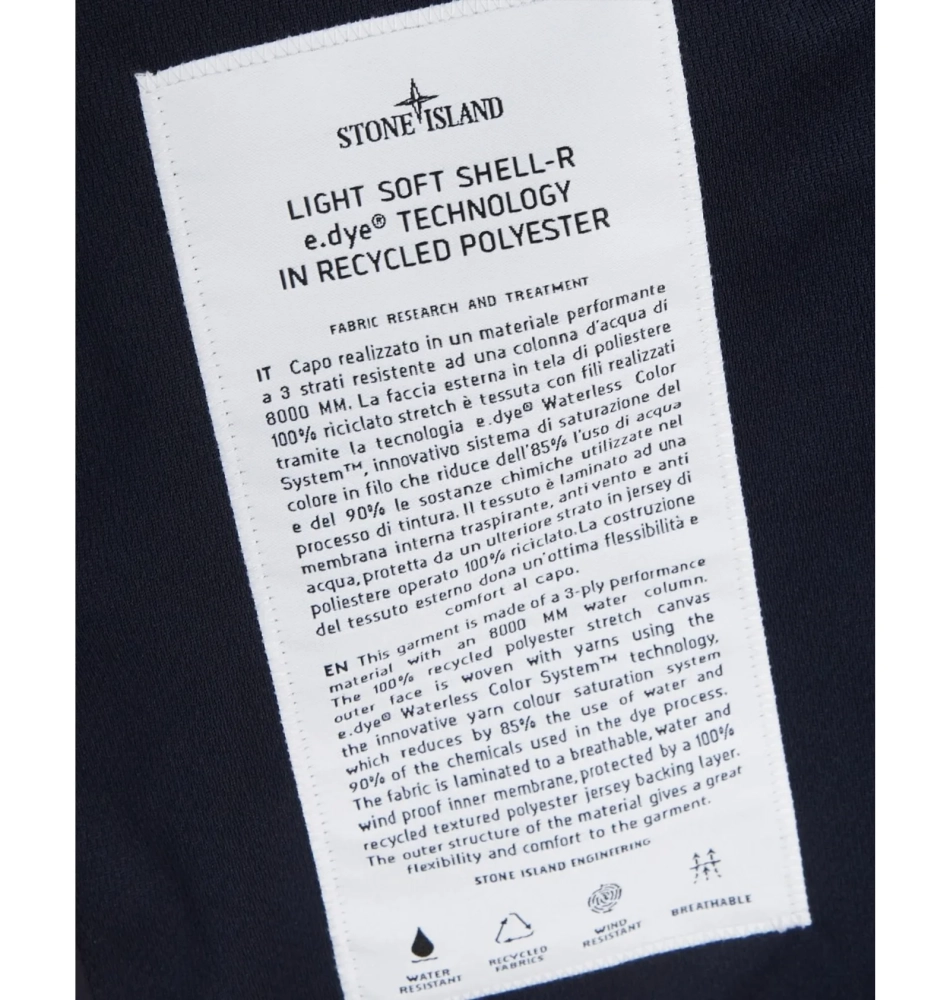 STONE ISLAND
LIGHT SOFT SHELL-R
e.dye® TECHNOLOGY
IN RECYCLED POLYESTER
FABRIC RESEARCH AND TREATMENT
IT Capo realizzato in un materiale performante
a 3 strati resistente ad una colonna d'acqua di
8000 MM. La faccia esterna in tela di poliestere
100% riciclato stretch è tessuta con fili realizzati
tramite la tecnologia e.dye® Waterless Color
System™, innovativo sistema di saturazione del
colore in filo che riduce dell'85% l'uso di acqua
e del 90% le sostanze chimiche utilizzate nel
processo di tintura. Il tessuto è laminato ad una
membrana interna traspirante, anti vento e anti
acqua, protetta da un ulteriore strato in jersey di
poliestere operato 100% riciclato. La costruzione
del tessuto esterno dona un'ottima flessibilità e
comfort al capo.
EN This garment is made of a 3-ply performance
material with an 8000 MM water column.
The 100% recycled polyester stretch canvas
outer face is woven with yarns using the
e.dye® Waterless Color System™ technology,
the innovative yarn colour saturation system
which reduces by 85% the use of water and
90% of the chemicals used in the dye process.
The fabric is laminated to a breathable, water and
wind proof inner membrane, protected by a 100%
recycled textured polyester jersey backing layer.
The outer structure of the material gives a great
flexibility and comfort to the garment.
STONE ISLAND ENGINEERING
WATER
RESISTANT
RECYCLED
FABRICS
WIND
RESISTANT
BREATHABLE